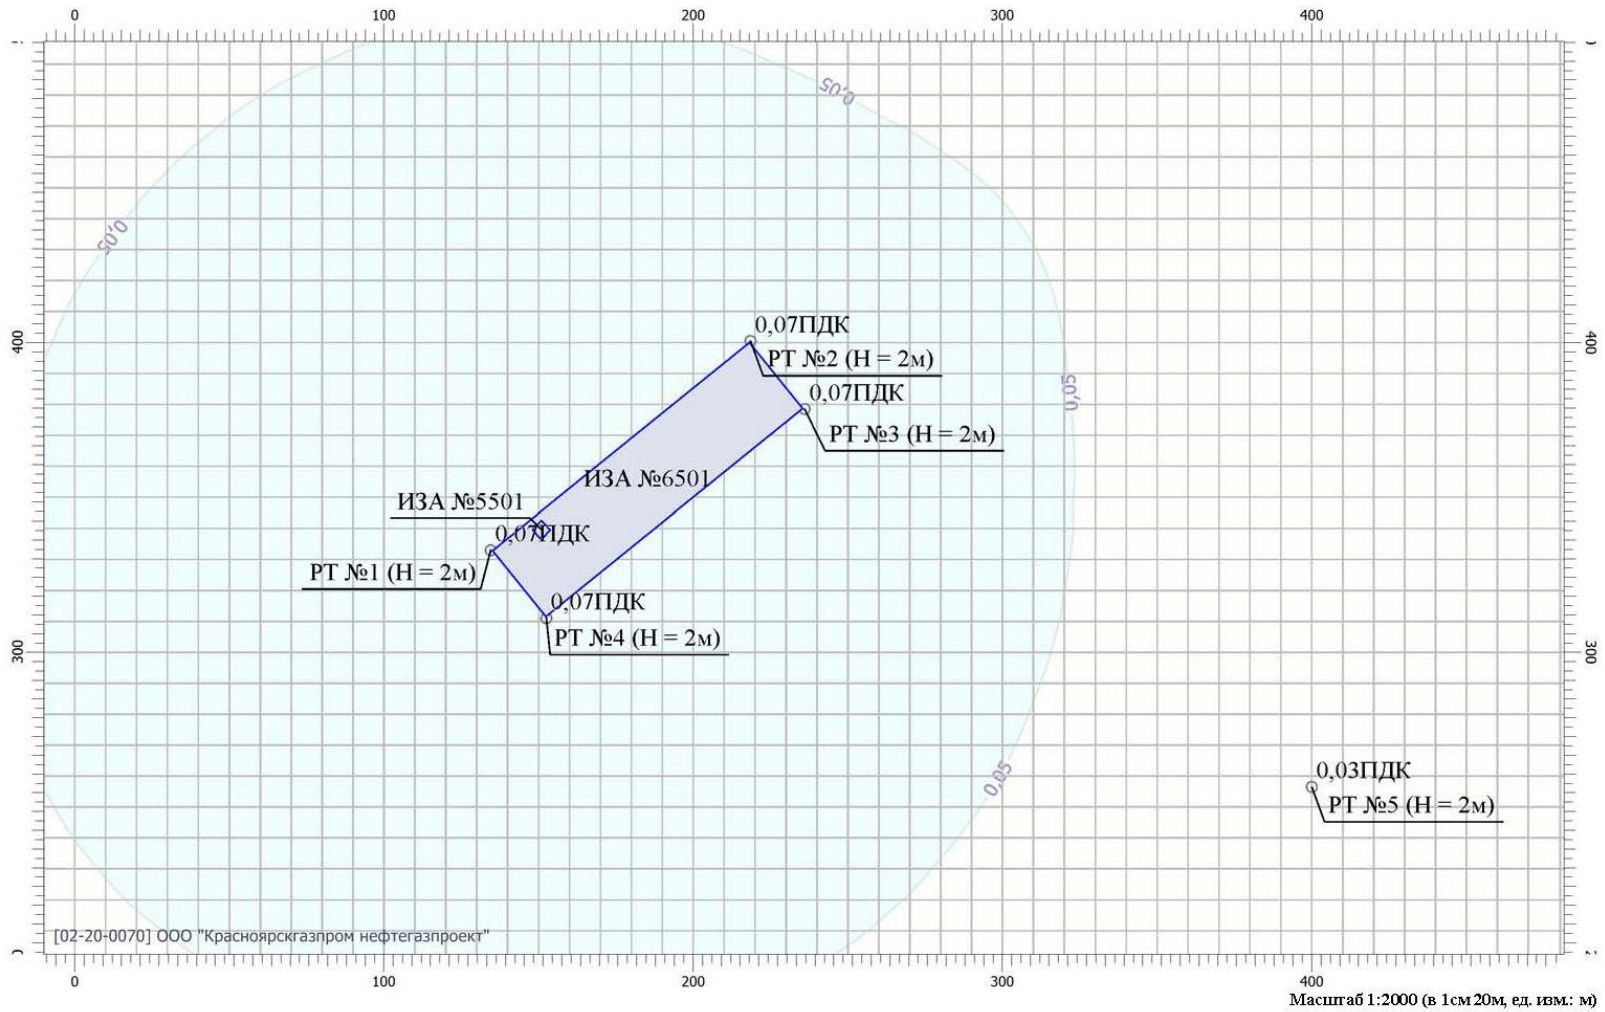 0 100 200 300 400
0,05
0,05
0,07ПДК
400 400
РТ №2 (Н = 2м)
0,05
0,07ПДК
РТ №3 (Н = 2м)
ИЗА №6501
ИЗА №5501
0,07ПДК
РТ №1 (Н = 2м)
0,07ПДК
РТ №4 (Н = 2м)
300 300
0,05
0,03ПДК
РТ №5 (Н = 2м)
[02-20-0070] ООО "Красноярскгазпром нефтегазпроект"
0 100 200 300 400
Масштаб 1:2000 (в 1см 20м, ед. изм.: м)